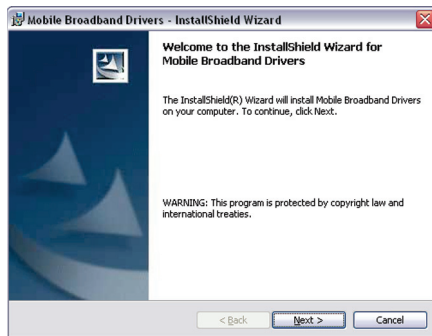 Mobile Broadband Drivers - InstallShield Wizard
Welcome to the InstallShield Wizard for
Mobile Broadband Drivers
The InstallShield(R) Wizard will install Mobile Broadband Drivers
on your computer. To continue, click Next.
WARNING: This program is protected by copyright law and
international treaties.
< Back
Next >
Cancel